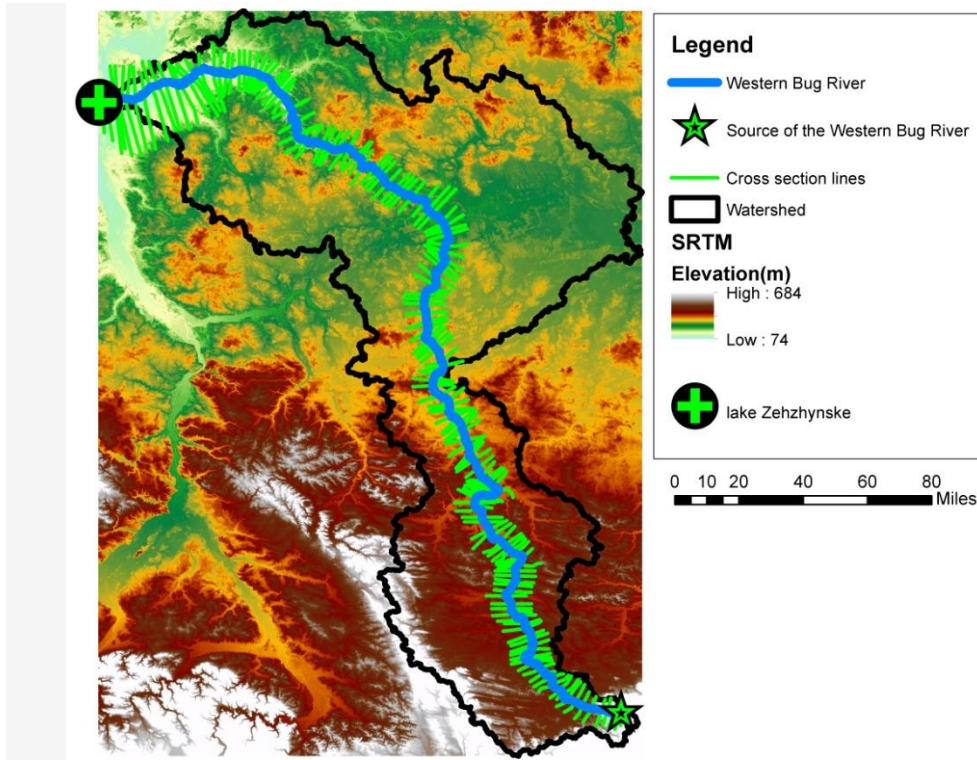 Legend
Western Bug River
Source of the Western Bug River
Cross section lines
Watershed
SRTM
Elevation(m)
High : 684
Low : 74
lake Zehzhynske
0 10 20 40 60 80
Miles